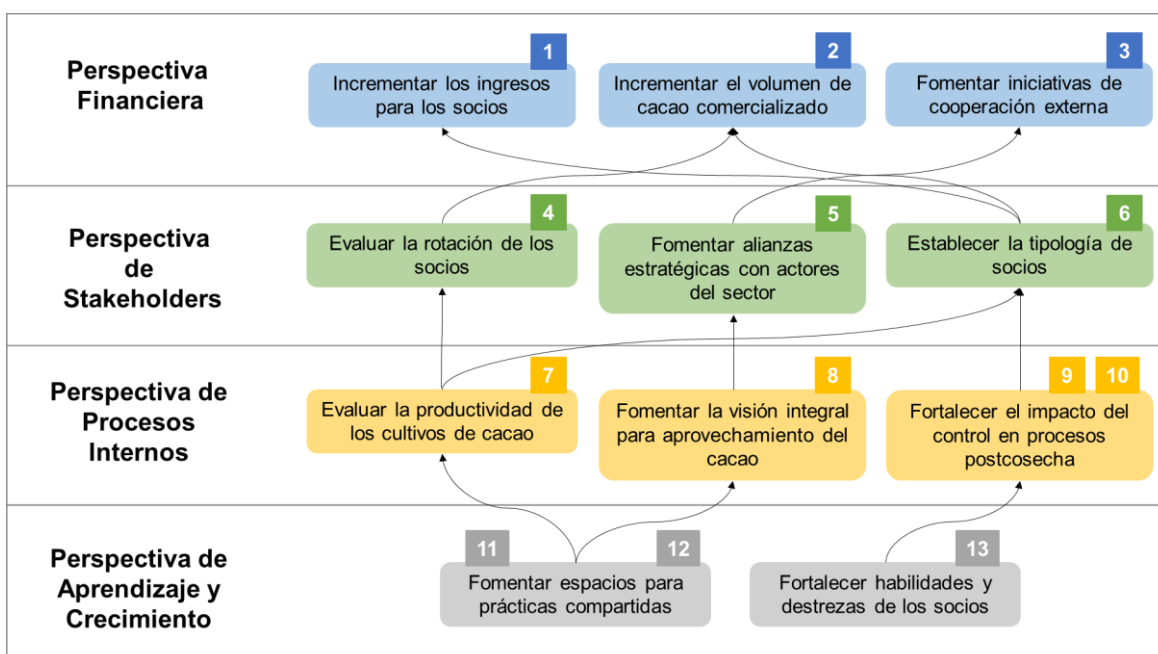 Perspectiva
Financiera
1
Incrementar los ingresos
para los socios
2
Incrementar el volumen de
cacao comercializado
3
Fomentar iniciativas de
cooperación externa
Perspectiva
de
Stakeholders
4
Evaluar la rotación de los
socios
5
Fomentar alianzas
estratégicas con actores
del sector
6
Establecer la tipología de
socios
Perspectiva de
Procesos
Internos
7
Evaluar la productividad de
los cultivos de cacao
8
Fomentar la visión integral
para aprovechamiento del
cacao
9 10
Fortalecer el impacto del
control en procesos
postcosecha
Perspectiva de
Aprendizaje y
Crecimiento
11 12
Fomentar espacios para
prácticas compartidas
13
Fortalecer habilidades y
destrezas de los socios